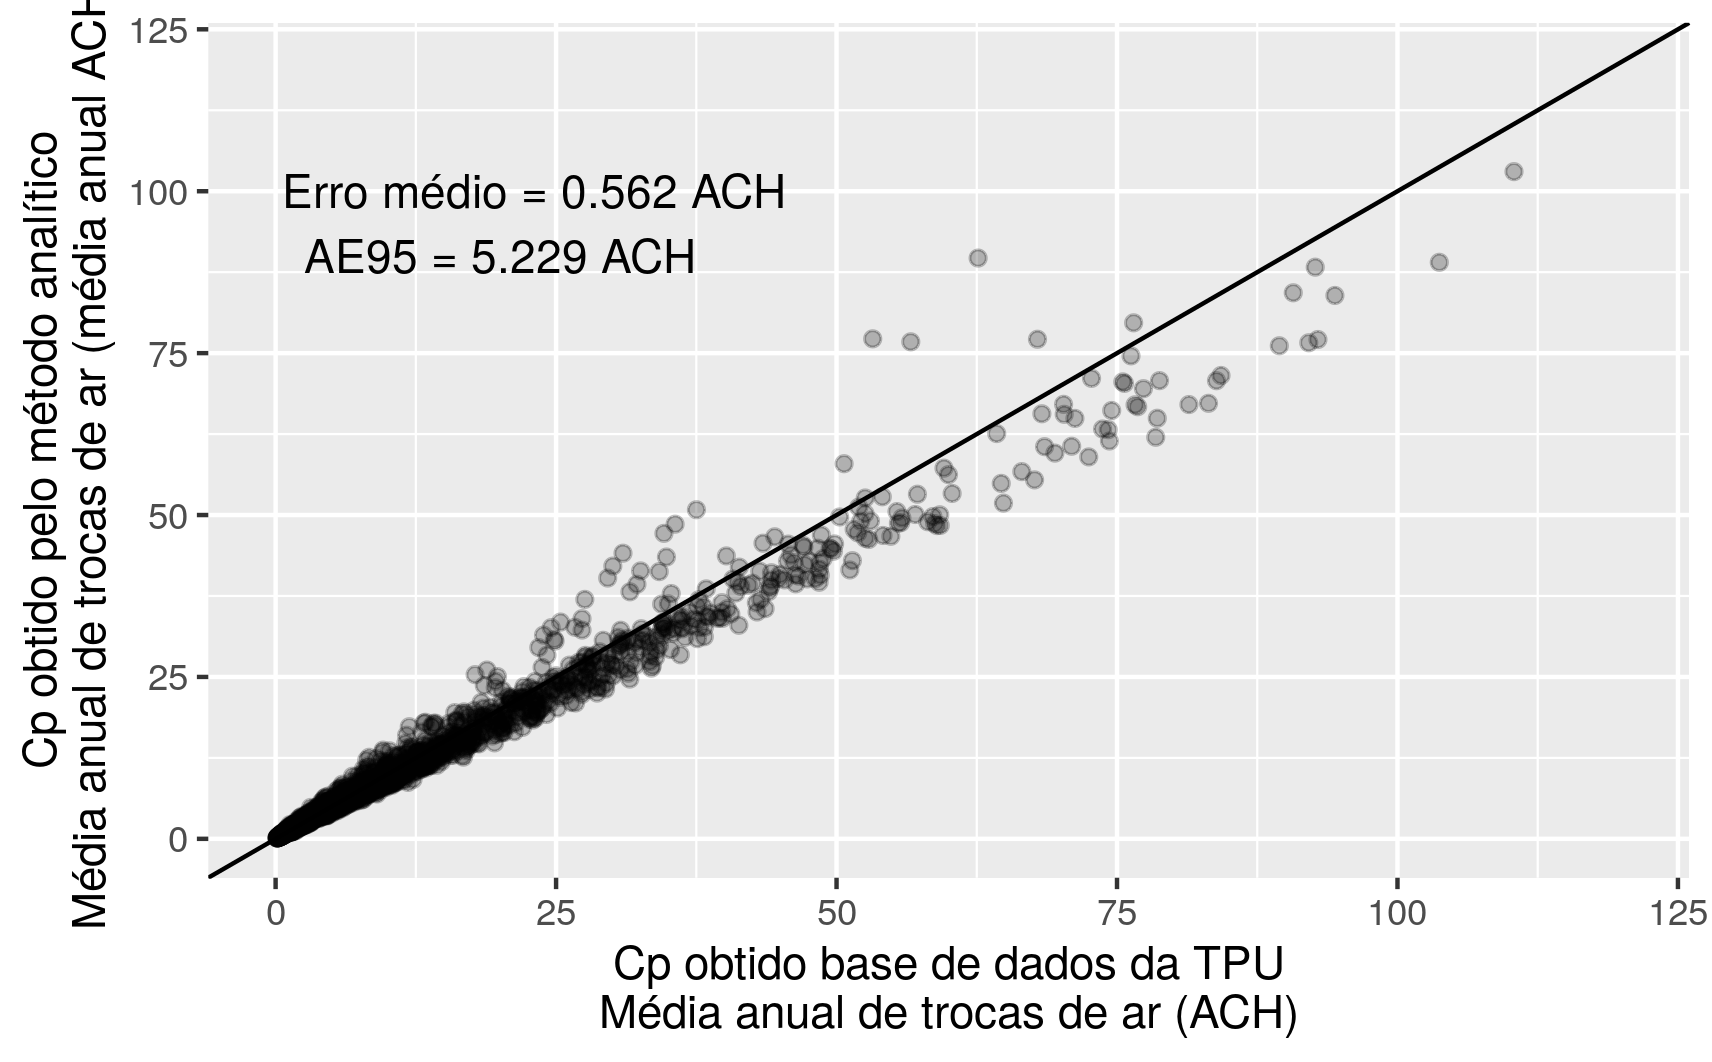 Cp obtido pelo método analítico
Média anual de trocas de ar (média anual ACH
125
100
75
50
25
0
Erro médio = 0.562 ACH
AE95 = 5.229 ACH
0 25 50 75 100 125
Cp obtido base de dados da TPU
Média anual de trocas de ar (ACH)